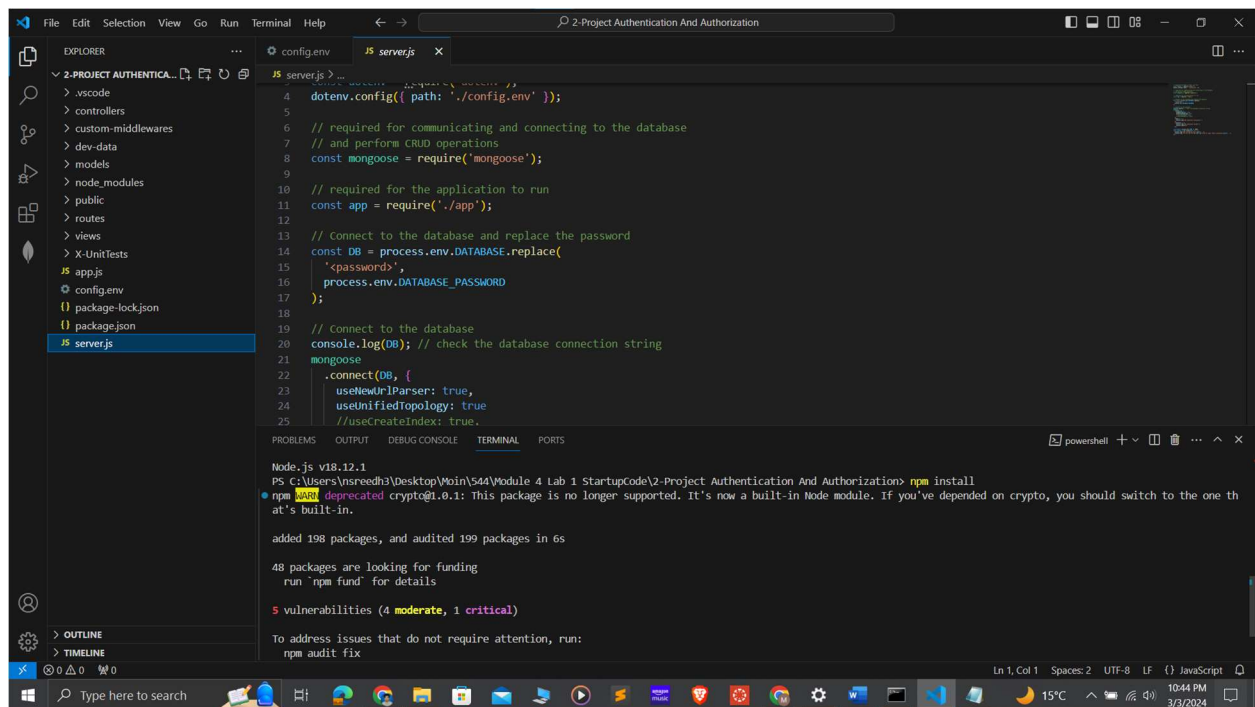 File Edit Selection View Go Run Terminal Help
2-Project Authentication And Authorization
EXPLORER
2-PROJECT AUTHENTICA...
.vscode
controllers
custom-middlewares
dev-data
models
node_modules
public
routes
views
X-UnitTests
JS app.js
config.env
{} package-lock.json
{} package.json
JS server.js
OUTLINE
TIMELINE
config.env JS server.js
JS server.js > ...
4 dotenv.config({ path: './config.env' });
5
6 // required for communicating and connecting to the database
7 // and perform CRUD operations
8 const mongoose = require('mongoose');
9
10 // required for the application to run
11 const app = require('./app');
12
13 // Connect to the database and replace the password
14 const DB = process.env.DATABASE.replace(
15 '<password>',
16 process.env.DATABASE_PASSWORD
17 );
18
19 // Connect to the database
20 console.log(DB); // check the database connection string
21 mongoose
22 .connect(DB, {
23 useNewUrlParser: true,
24 useUnifiedTopology: true
25 //useCreateIndex: true,
PROBLEMS OUTPUT DEBUG CONSOLE TERMINAL PORTS
powershell
Node.js v18.12.1
PS C:\Users\nsreedh3\Desktop\Moin\544\Module 4 Lab 1 StartupCode\2-Project Authentication And Authorization> npm install
npm WARN deprecated crypto@1.0.1: This package is no longer supported. It's now a built-in Node module. If you've depended on crypto, you should switch to the one th
at's built-in.
added 198 packages, and audited 199 packages in 6s
48 packages are looking for funding
run `npm fund` for details
5 vulnerabilities (4 moderate, 1 critical)
To address issues that do not require attention, run:
npm audit fix
0 0 0
Ln 1, Col 1 Spaces: 2 UTF-8 LF {} JavaScript
Type here to search
15°C
10:44 PM
3/3/2024